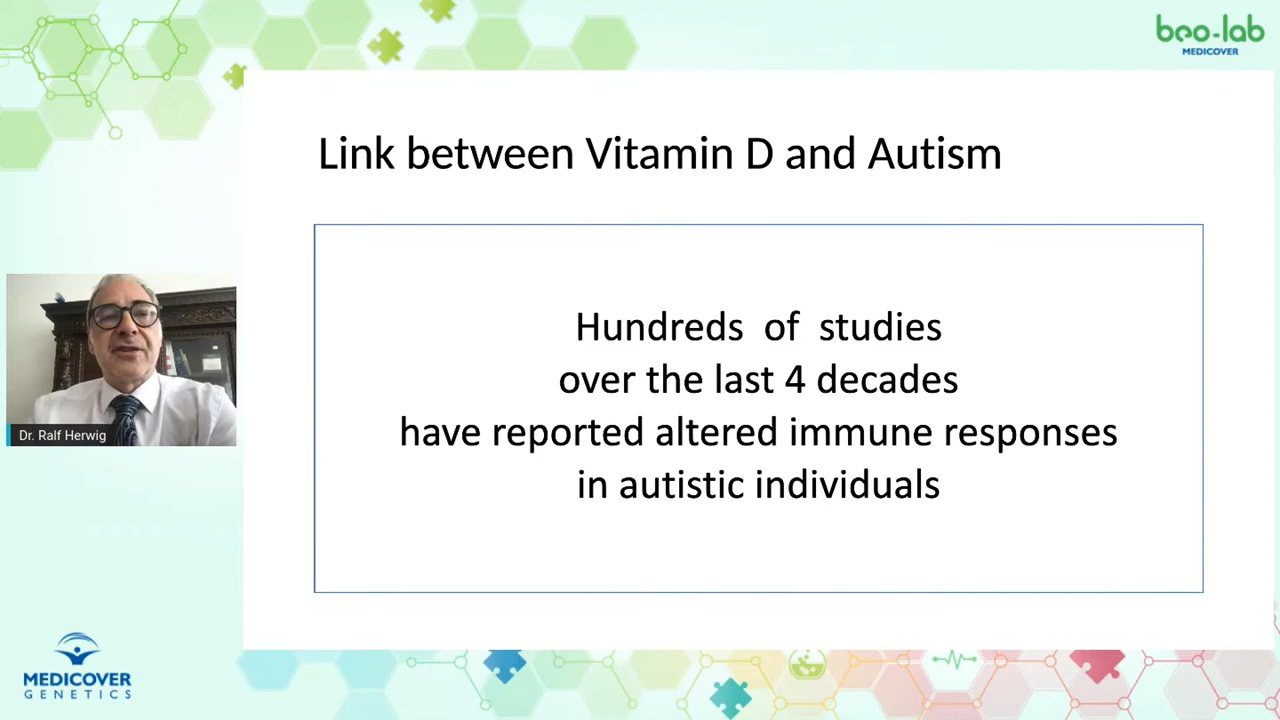 beo-lab
MEDICOVER
Link between Vitamin D and Autism
Hundreds of studies
over the last 4 decades
have reported altered immune responses
in autistic individuals
Dr. Ralf Herwig
MEDICOVER
GENETICS